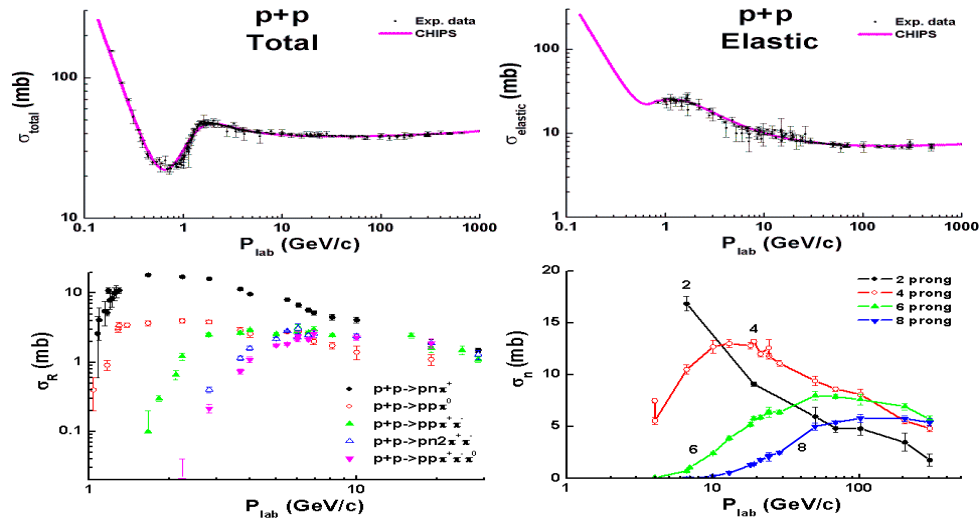 p+p
Total
Exp. data
CHIPS
100
10
σtotal (mb)
0.1 1 10 100 1000
Plab (GeV/c)
p+p
Elastic
Exp. data
CHIPS
100
10
1
σelastic (mb)
0.1 1 10 100 1000
Plab (GeV/c)
10
1
0.1
σR (mb)
p+p->pnπ+
p+p->ppπ0
p+p->ppπ+π-
p+p->pn2π+π-
p+p->ppπ+π-π0
1 10
Plab (GeV/c)
20
15
10
5
0
σn (mb)
2
4
6
8
2 prong
4 prong
6 prong
8 prong
1 10 100 1000
Plab (GeV/c)